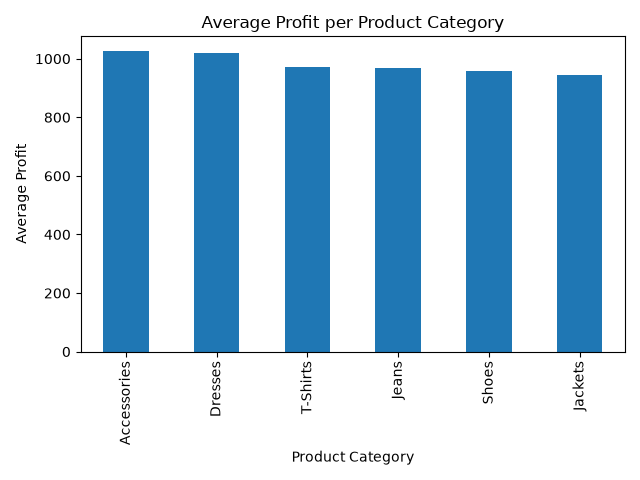 Average Profit per Product Category
1000
800
600
400
200
0
Average Profit
Accessories
Dresses
T-Shirts
Jeans
Shoes
Jackets
Product Category